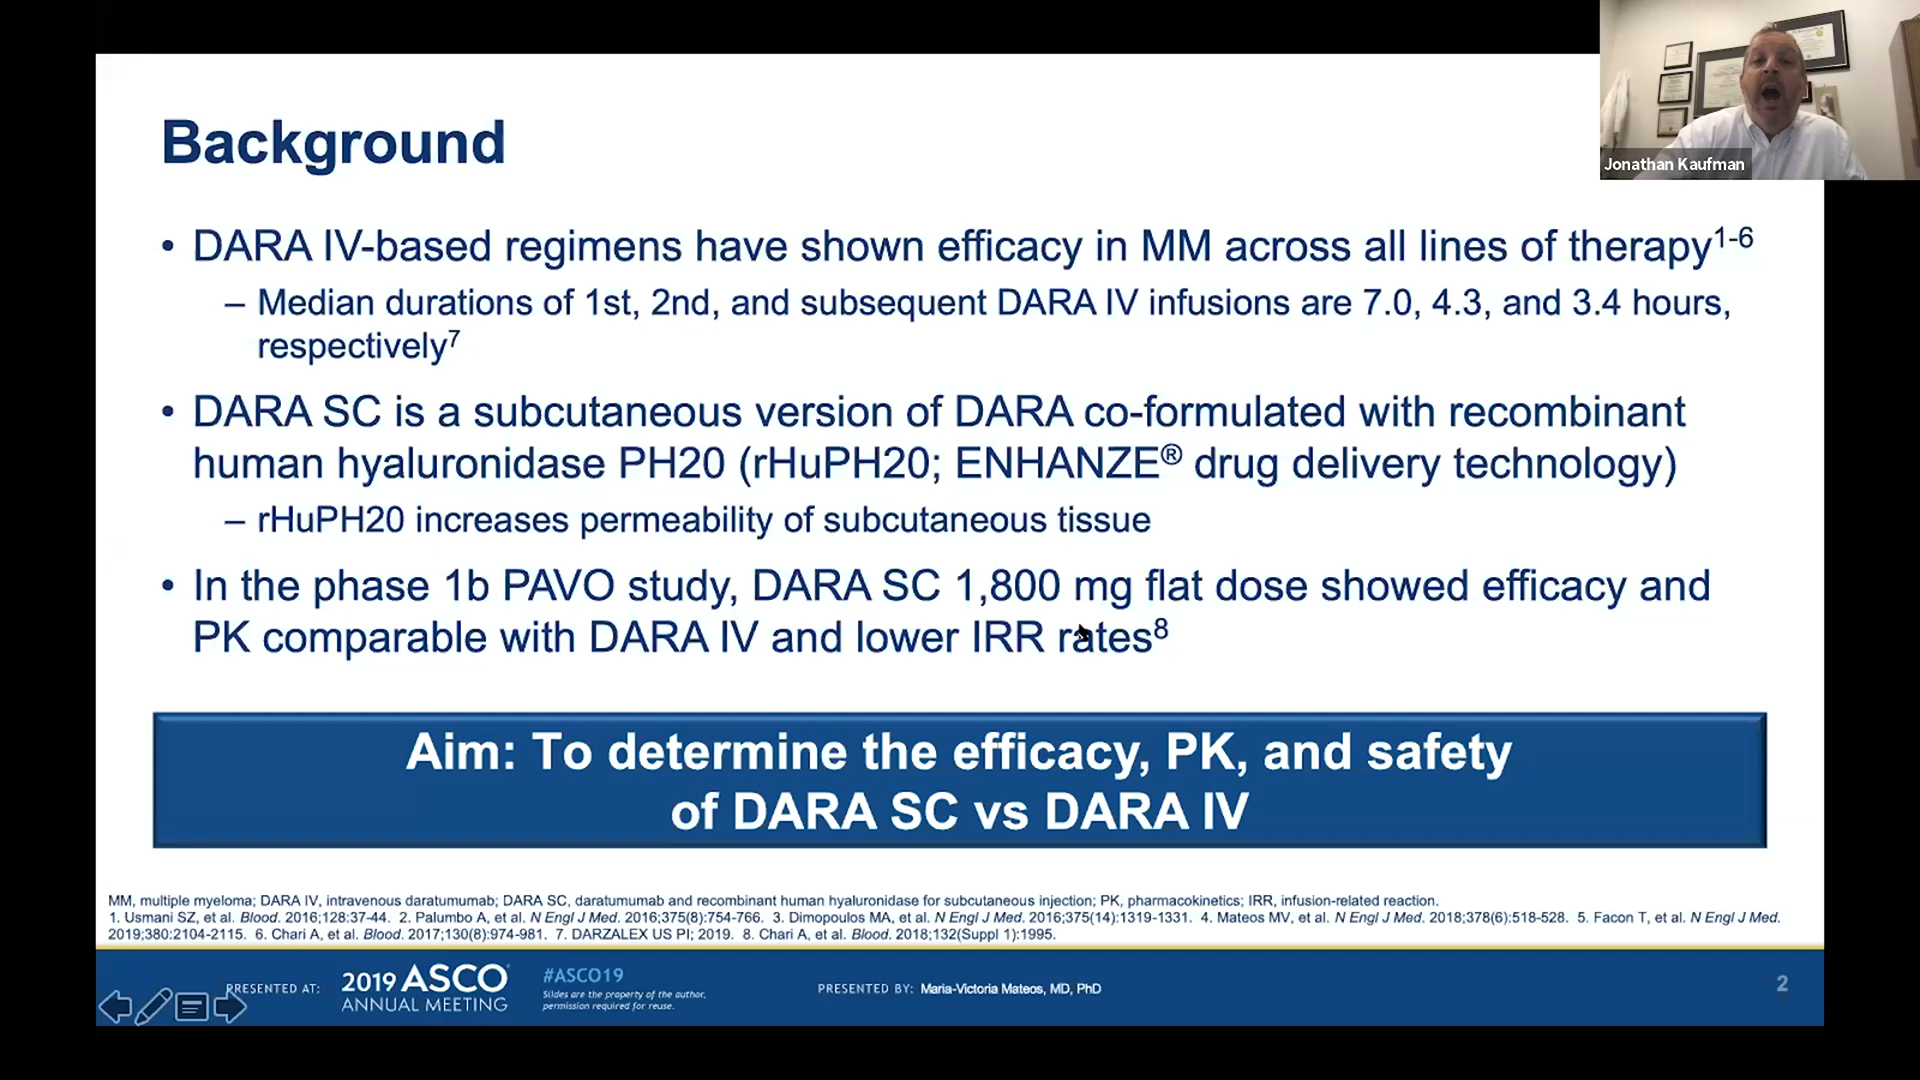 Jonathan Kaufman
Background
• DARA IV-based regimens have shown efficacy in MM across all lines of therapy1-6
– Median durations of 1st, 2nd, and subsequent DARA IV infusions are 7.0, 4.3, and 3.4 hours,
respectively7
• DARA SC is a subcutaneous version of DARA co-formulated with recombinant
human hyaluronidase PH20 (rHuPH20; ENHANZE® drug delivery technology)
– rHuPH20 increases permeability of subcutaneous tissue
• In the phase 1b PAVO study, DARA SC 1,800 mg flat dose showed efficacy and
PK comparable with DARA IV and lower IRR rates8
Aim: To determine the efficacy, PK, and safety
of DARA SC vs DARA IV
MM, multiple myeloma; DARA IV, intravenous daratumumab; DARA SC, daratumumab and recombinant human hyaluronidase for subcutaneous injection; PK, pharmacokinetics; IRR, infusion-related reaction.
1. Usmani SZ, et al. Blood. 2016;128:37-44. 2. Palumbo A, et al. N Engl J Med. 2016;375(8):754-766. 3. Dimopoulos MA, et al. N Engl J Med. 2016;375(14):1319-1331. 4. Mateos MV, et al. N Engl J Med. 2018;378(6):518-528. 5. Facon T, et al. N Engl J Med.
2019;380:2104-2115. 6. Chari A, et al. Blood. 2017;130(8):974-981. 7. DARZALEX US PI; 2019. 8. Chari A, et al. Blood. 2018;132(Suppl 1):1995.
PRESENTED AT:
2019 ASCO
ANNUAL MEETING
#ASCO19
Slides are the property of the author,
permission required for reuse.
PRESENTED BY: Maria-Victoria Mateos, MD, PhD
2